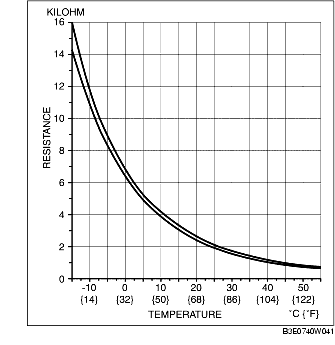 KILOHM
16
14
12
10
8
6
4
2
0
RESISTANCE
-10 0 10 20 30 40 50
(14) (32) (50) (68) (86) (104) (122)
TEMPERATURE °C (°F)
B3E0740W041